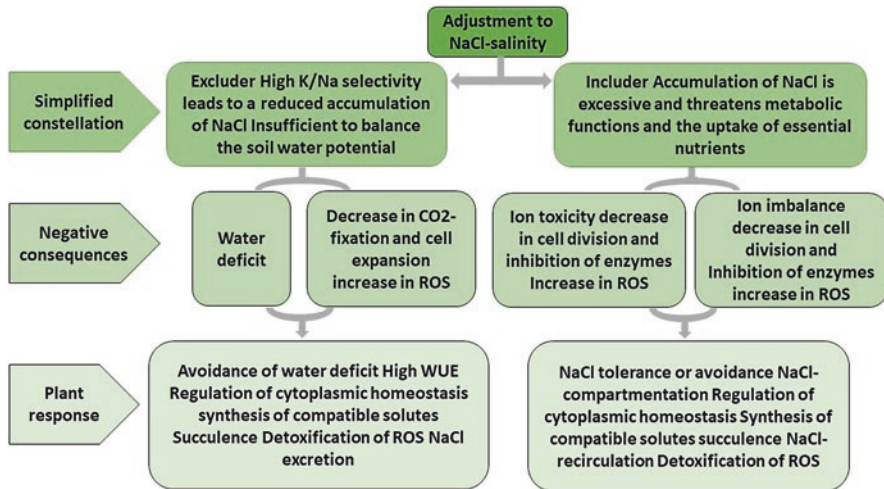 Adjustment to
NaCl-salinity
Simplified
constellation
Excluder High K/Na selectivity
leads to a reduced accumulation
of NaCl Insufficient to balance
the soil water potential
Includer Accumulation of NaCl is
excessive and threatens metabolic
functions and the uptake of essential
nutrients
Negative
consequences
Water
deficit
Decrease in CO2-
fixation and cell
expansion
increase in ROS
Ion toxicity decrease
in cell division and
inhibition of enzymes
Increase in ROS
Ion imbalance
decrease in cell
division and
Inhibition of enzymes
increase in ROS
Plant
response
Avoidance of water deficit High WUE
Regulation of cytoplasmic homeostasis
synthesis of compatible solutes
Succulence Detoxification of ROS NaCl
excretion
NaCl tolerance or avoidance NaCl-
compartmentation Regulation of
cytoplasmic homeostasis Synthesis of
compatible solutes succulence NaCl-
recirculation Detoxification of ROS